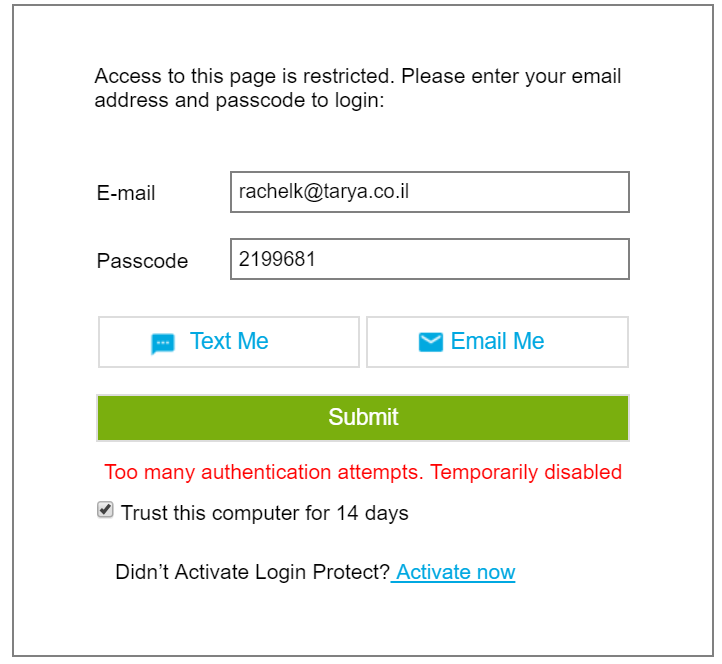 Access to this page is restricted. Please enter your email
address and passcode to login:
E-mail
rachelk@tarya.co.il
Passcode
2199681
Text Me
Email Me
Submit
Too many authentication attempts. Temporarily disabled
Trust this computer for 14 days
Didn’t Activate Login Protect? Activate now